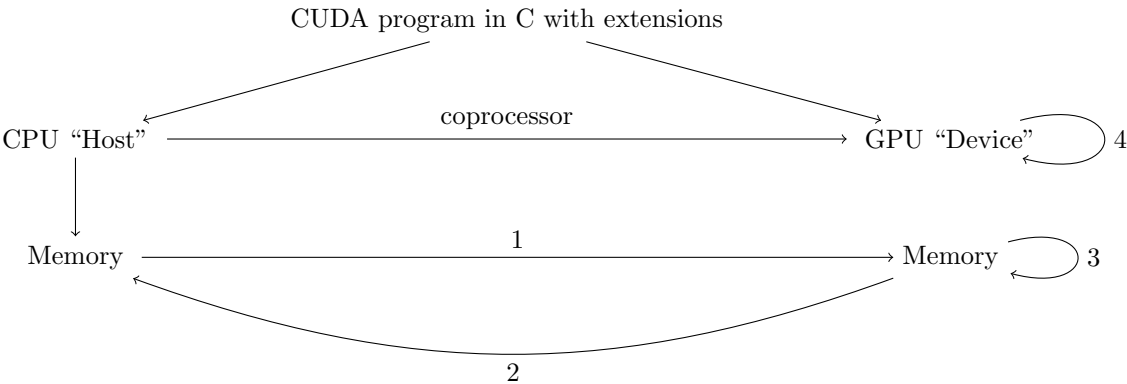 CUDA program in C with extensions
coprocessor
CPU “Host”
GPU “Device”
4
1
Memory
Memory
3
2